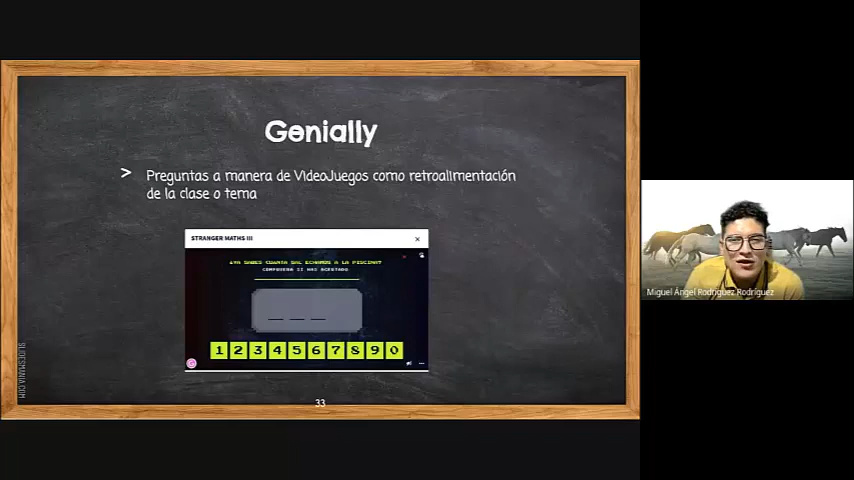 Genially
> Preguntas a manera de VideoJuegos como retroalimentación
de la clase o tema
STRANGER MATHS III
¿YA SABES CUANTA SAL ECHAMOS A LA PISCINA?
COMPRUEBA SI HAS ACERTADO
1 2 3 4 5 6 7 8 9 0
SLIDESMANIA.COM
33
Miguel Ángel Rodríguez Rodríguez